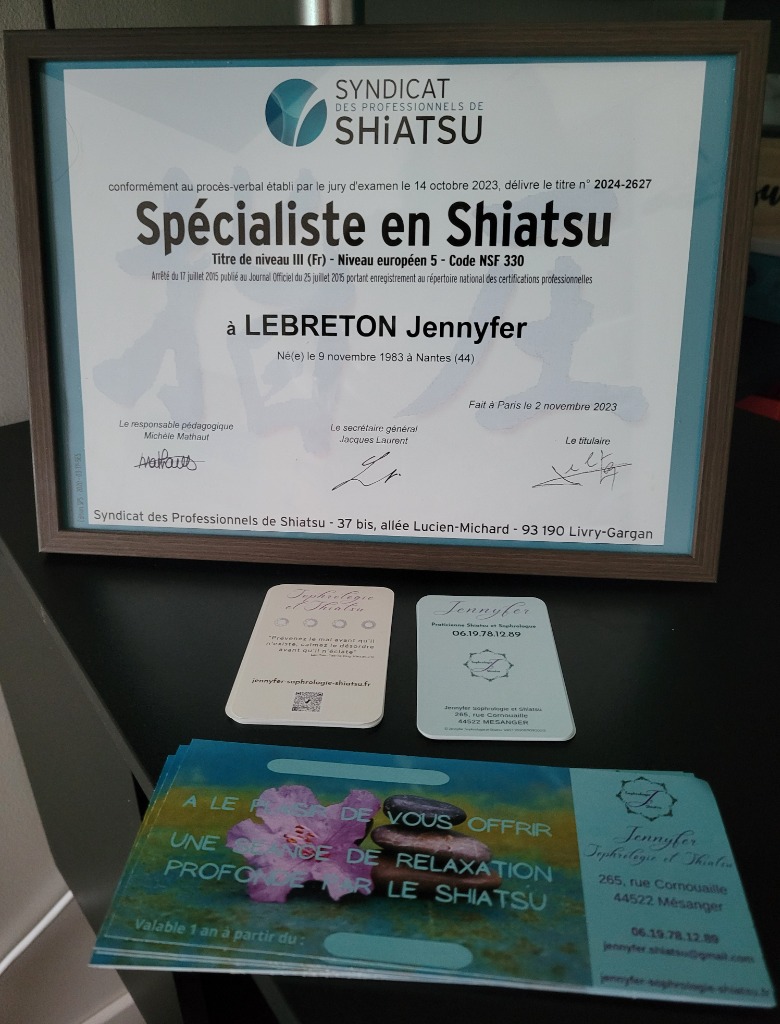 SYNDICAT
DES PROFESSIONNELS DE
SHiATSU
conformément au procès-verbal établi par le jury d'examen le 14 octobre 2023, délivre le titre n° 2024-2627
Spécialiste en Shiatsu
Titre de niveau III (Fr) - Niveau européen 5 - Code NSF 330
Arrêté du 17 juillet 2015 publié au Journal Officiel du 25 juillet 2015 portant enregistrement au répertoire national des certifications professionnelles
à LEBRETON Jennyfer
Né(e) le 9 novembre 1983 à Nantes (44)
Fait à Paris le 2 novembre 2023
Le responsable pédagogique
Michèle Mathaut
Le secrétaire général
Jacques Laurent
Le titulaire
Syndicat des Professionnels de Shiatsu - 37 bis, allée Lucien-Michard - 93 190 Livry-Gargan
Sophrologie
et Shiatsu
"Prévenez le mal avant qu'il
n'existe, calmez le désordre
avant qu'il n'éclate"
jennyfer-sophrologie-shiatsu.fr
Jennyfer
Praticienne Shiatsu et Sophrologue
06.19.78.12.89
Jennyfer Sophrologie et Shiatsu
265, rue Cornouaille
44522 MESANGER
A LE PLAISIR DE VOUS OFFRIR
UNE SEANCE DE RELAXATION
PROFONDE PAR LE SHIATSU
Valable 1 an à partir du :
Jennyfer
Sophrologie et Shiatsu
265, rue Cornouaille
44522 Mésanger
06.19.78.12.89
jennyfer.shiatsu@gmail.com
jennyfer-sophrologie-shiatsu.fr